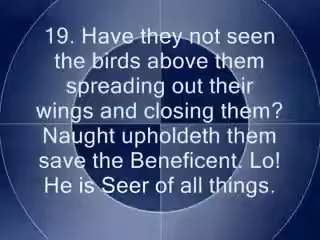 19. Have they not seen
the birds above them
spreading out their
wings and closing them?
Naught upholdeth them
save the Beneficent. Lo!
He is Seer of all things.